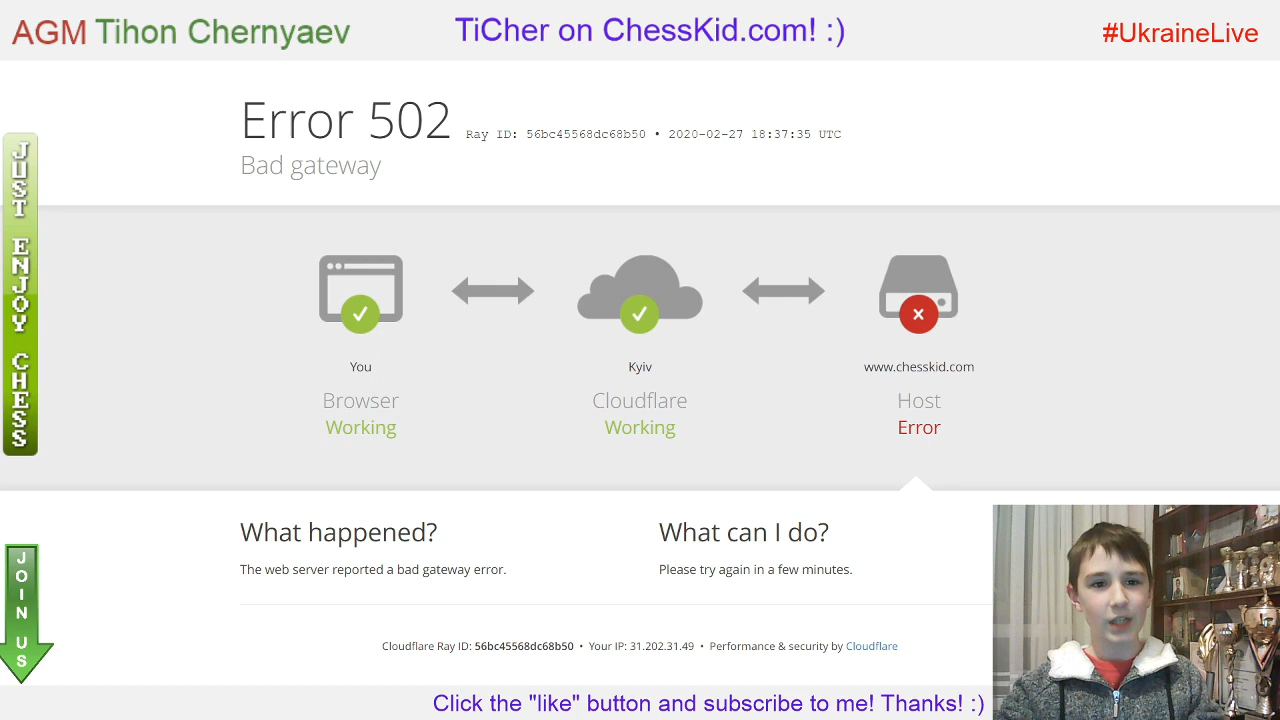 AGM Tihon Chernyaev
TiCher on ChessKid.com! :)
#UkraineLive
Error 502
Ray ID: 56bc45568dc68b50 • 2020-02-27 18:37:35 UTC
Bad gateway
JUST ENJOY CHESS
You
Kyiv
www.chesskid.com
Browser
Cloudflare
Host
Working
Working
Error
What happened?
What can I do?
The web server reported a bad gateway error.
Please try again in a few minutes.
JOIN US
Cloudflare Ray ID: 56bc45568dc68b50 • Your IP: 31.202.31.49 • Performance & security by Cloudflare
Click the "like" button and subscribe to me! Thanks! :)